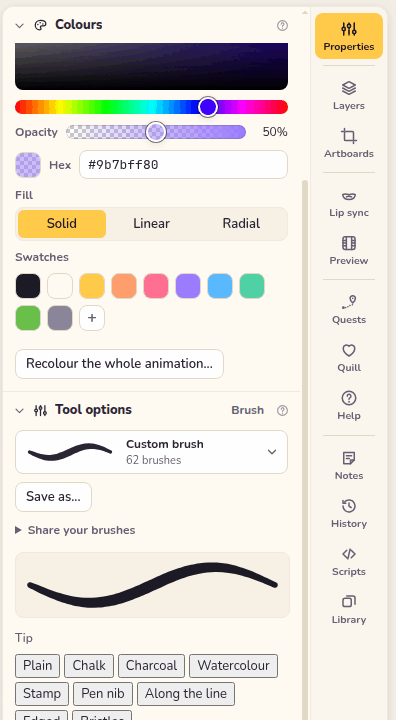 Colours
Opacity 50%
Hex #9b7bff80
Fill
Solid Linear Radial
Swatches
+
Recolour the whole animation...
Tool options Brush
Custom brush
62 brushes
Save as...
Share your brushes
Tip
Plain Chalk Charcoal Watercolour
Stamp Pen nib Along the line
Edged Bristles
Properties
Layers
Artboards
Lip sync
Preview
Quests
Quill
Help
Notes
History
Scripts
Library